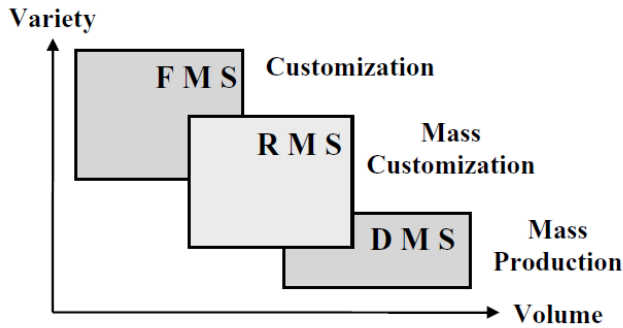 Variety
F M S
Customization
R M S
Mass
Customization
D M S
Mass
Production
Volume